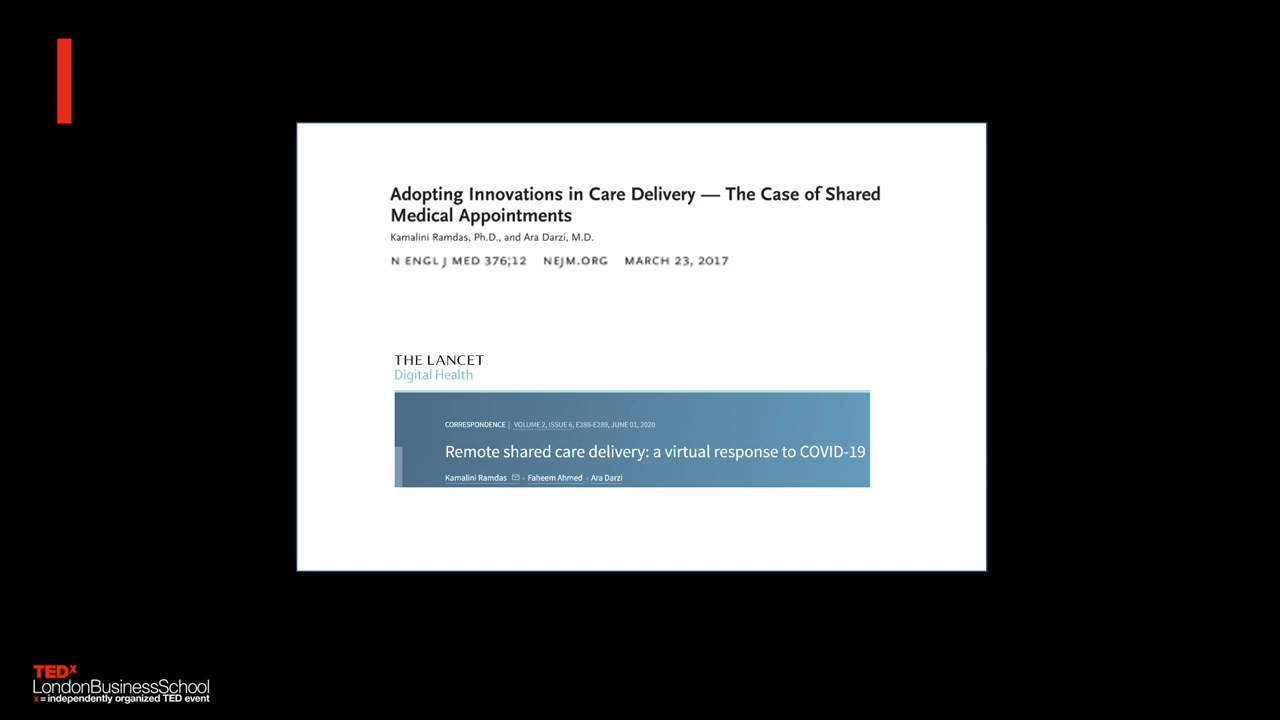 Adopting Innovations in Care Delivery — The Case of Shared
Medical Appointments
Kamalini Ramdas, Ph.D., and Ara Darzi, M.D.
N ENGL J MED 376;12 NEJM.ORG MARCH 23, 2017
THE LANCET
Digital Health
CORRESPONDENCE | VOLUME 2, ISSUE 6, E288-E289, JUNE 01, 2020
Remote shared care delivery: a virtual response to COVID-19
Kamalini Ramdas • Faheem Ahmed • Ara Darzi
TEDx
LondonBusinessSchool
x = independently organized TED event